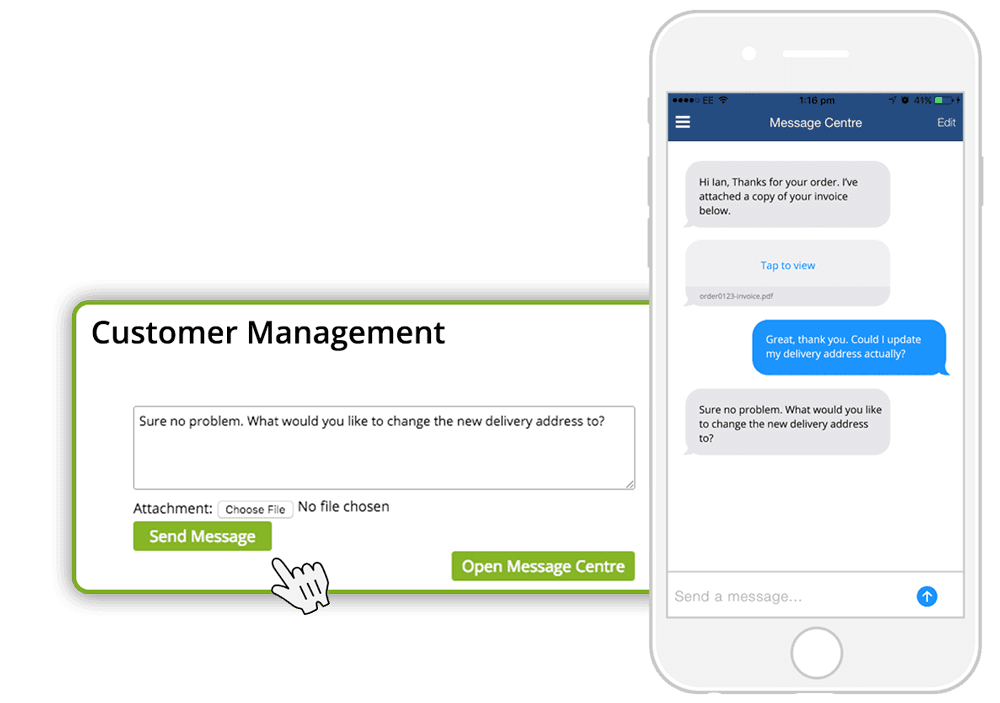 Customer Management
Sure no problem. What would you like to change the new delivery address to?
Attachment: Choose File No file chosen
Send Message
Open Message Centre
EE 1:16 pm 41%
Message Centre Edit
Hi Ian, Thanks for your order. I've
attached a copy of your invoice
below.
Tap to view
order0123-invoice.pdf
Great, thank you. Could I update
my delivery address actually?
Sure no problem. What would you like
to change the new delivery address
to?
Send a message...